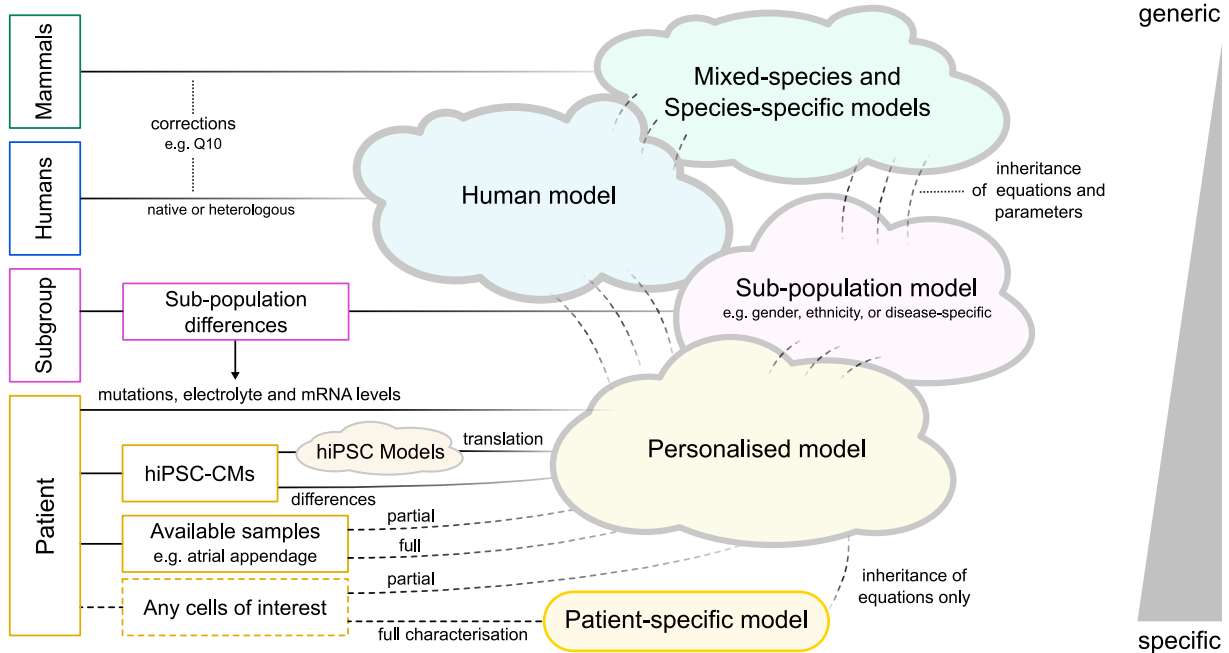 generic
Mammals
Mixed-species and
Species-specific models
corrections
e.g. Q10
Humans
Human model
native or heterologous
inheritance
of equations and
parameters
Subgroup
Sub-population
differences
Sub-population model
e.g. gender, ethnicity, or disease-specific
mutations, electrolyte and mRNA levels
Patient
hiPSC-CMs
hiPSC Models
translation
differences
Personalised model
Available samples
e.g. atrial appendage
partial
full
Any cells of interest
partial
full characterisation
Patient-specific model
inheritance of
equations only
specific